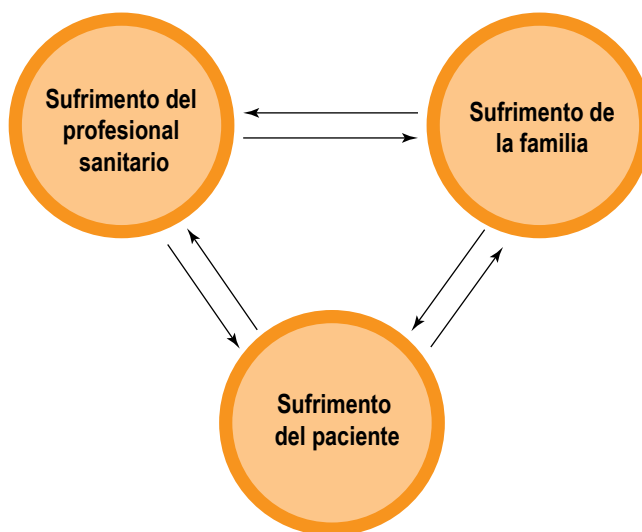 Sufrimento del
profesional
sanitario
Sufrimento de
la familia
Sufrimento
del paciente